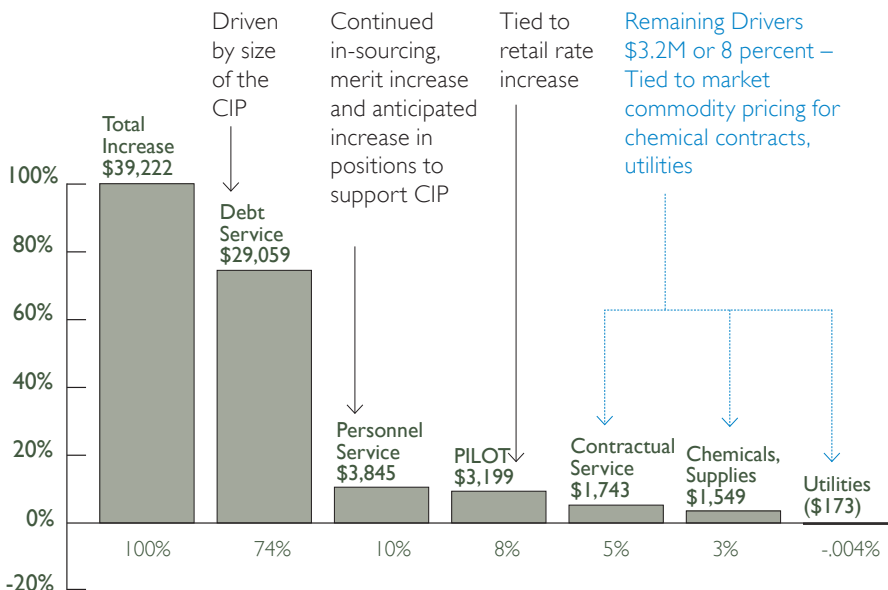 Driven
by size
of the
CIP
Continued
in-sourcing,
merit increase
and anticipated
increase in
positions to
support CIP
Tied to
retail rate
increase
Remaining Drivers
$3.2M or 8 percent –
Tied to market
commodity pricing for
chemical contracts,
utilities
100%
80%
60%
40%
20%
0%
-20%
Total
Increase
$39,222
Debt
Service
$29,059
Personnel
Service
$3,845
PILOT
$3,199
Contractual
Service
$1,743
Chemicals,
Supplies
$1,549
Utilities
($173)
100%
74%
10%
8%
5%
3%
-.004%